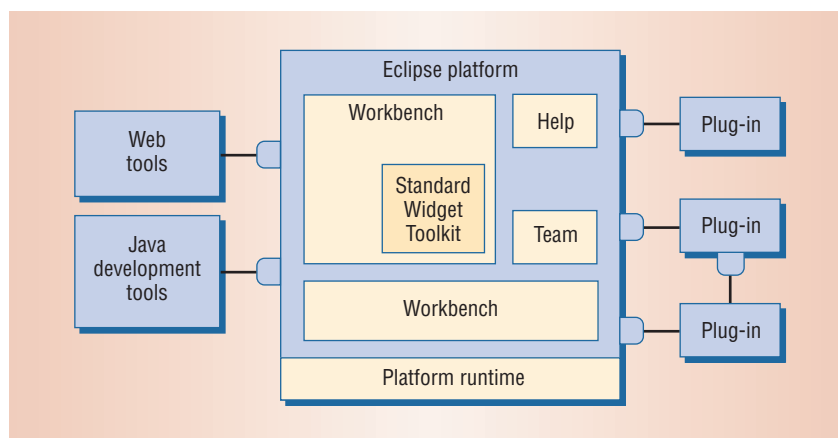 Eclipse platform
Web
tools
Java
development
tools
Workbench
Standard
Widget
Toolkit
Help
Team
Workbench
Platform runtime
Plug-in
Plug-in
Plug-in